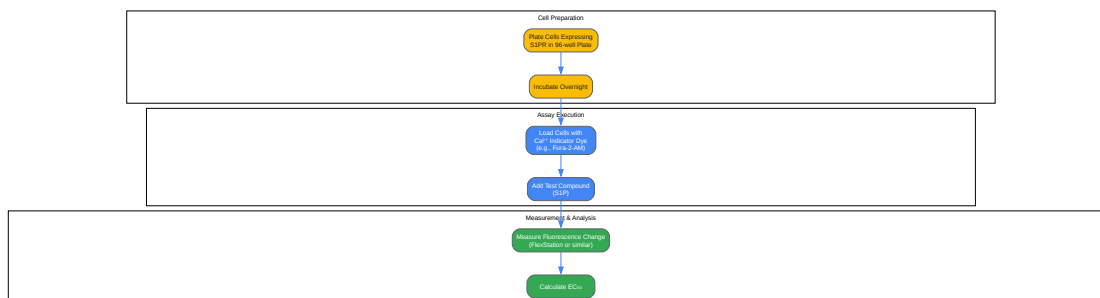 Cell Preparation
Plate Cells Expressing
S1PR in 96-well Plate
Incubate Overnight
Assay Execution
Load Cells with
Ca²⁺ Indicator Dye
(e.g., Fura-2-AM)
Add Test Compound
(S1P)
Measurement & Analysis
Measure Fluorescence Change
(FlexStation or similar)
Calculate EC₅₀